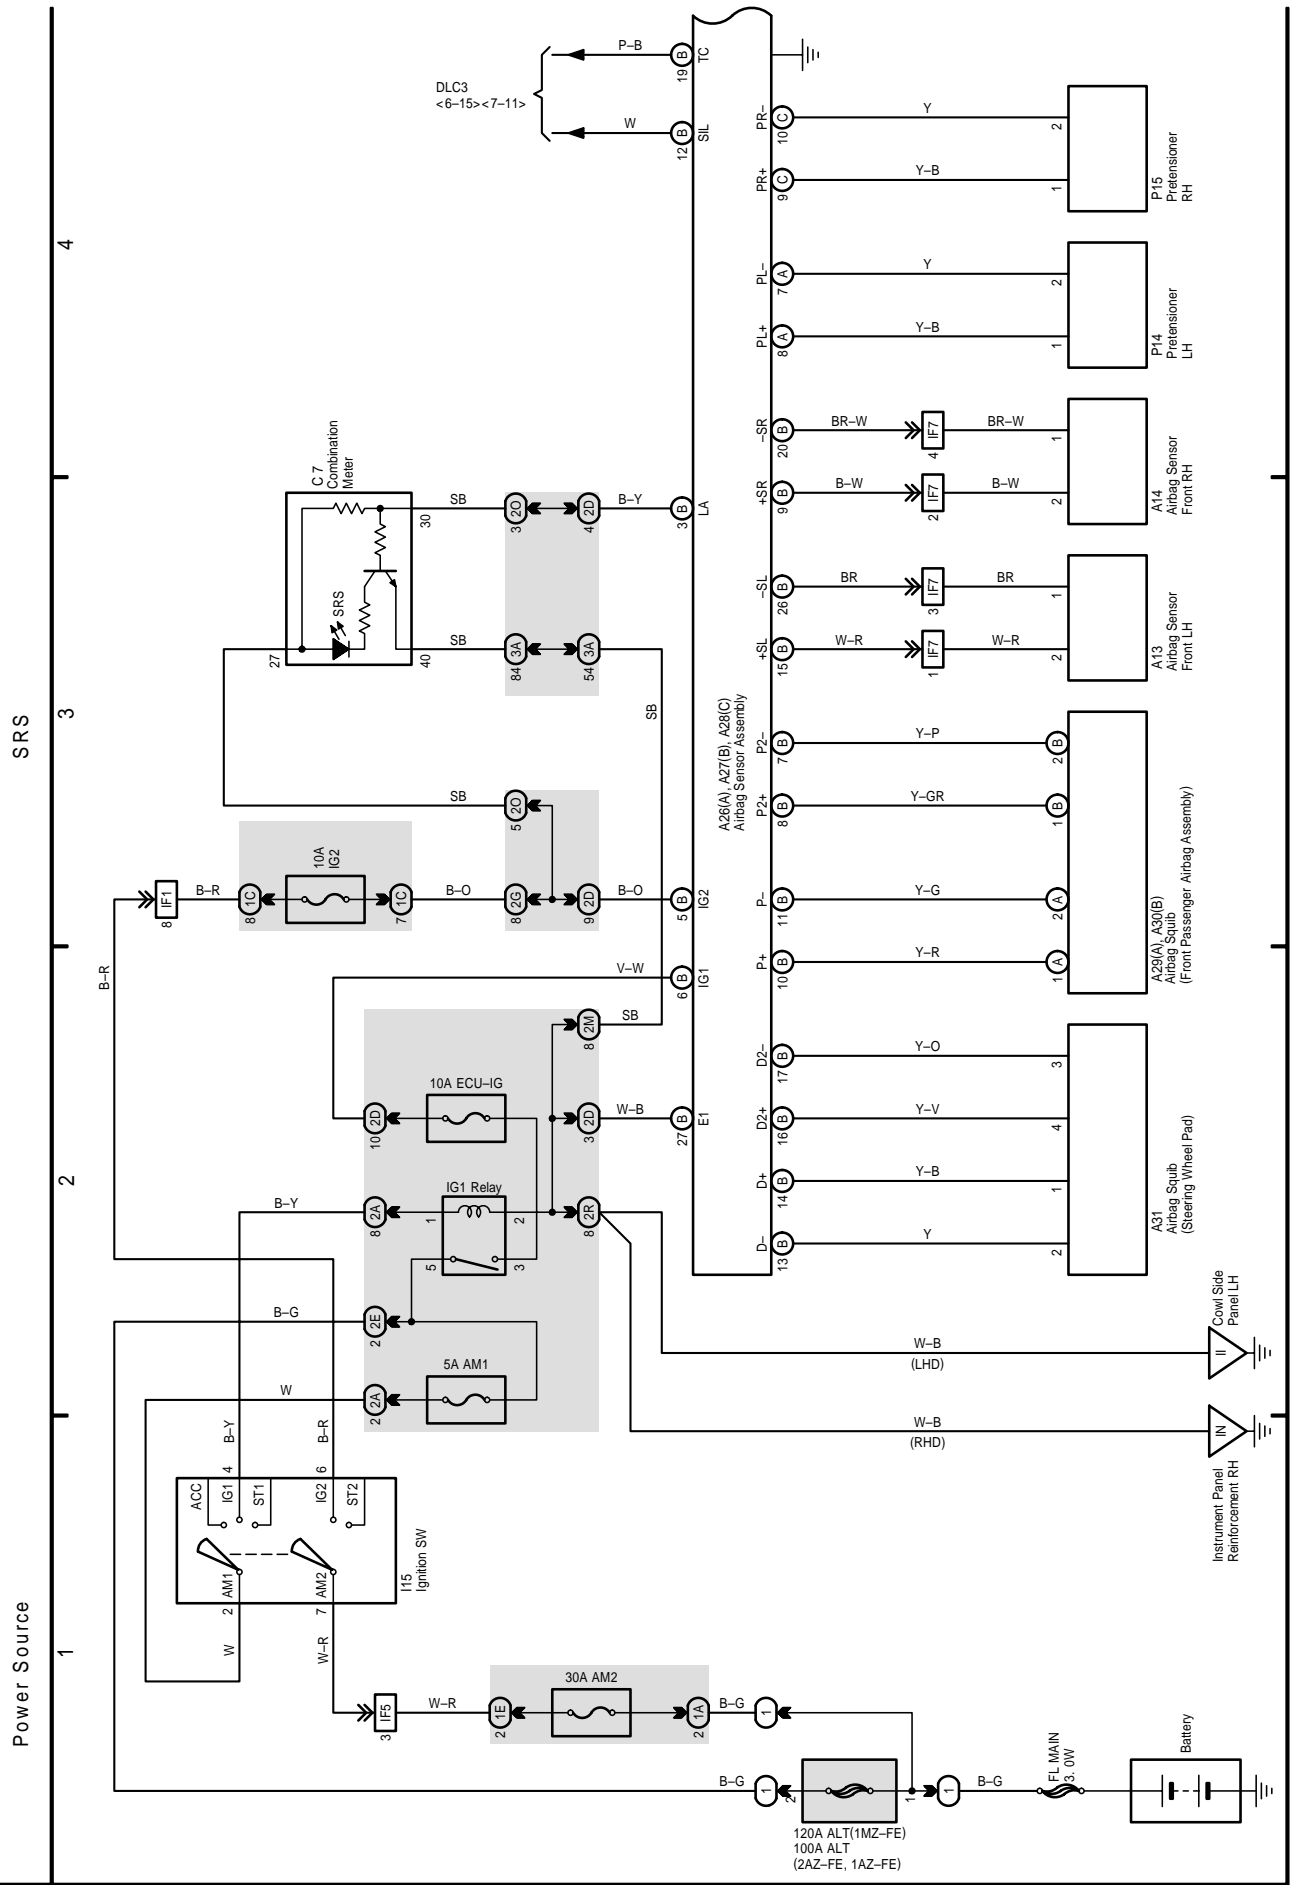 Power Source
SRS
1
2
3
4
P–B
19
B
TC
DLC3
<6–15><7–11>
W
12
B
SIL
PR–
10
C
Y
2
PR+
9
C
Y–B
1
P15
Pretensioner
RH
PL–
7
A
Y
2
PL+
8
A
Y–B
1
P14
Pretensioner
LH
C 7
Combination
Meter
SRS
27
30
40
SB
3
2O
4
2D
B–Y
3
B
LA
SB
84
3A
54
3A
SB
–SR
20
B
BR–W
IF7
4
BR–W
1
+SR
9
B
B–W
IF7
2
B–W
2
A14
Airbag Sensor
Front RH
–SL
26
B
BR
IF7
3
BR
1
+SL
15
B
W–R
IF7
1
W–R
2
A13
Airbag Sensor
Front LH
A26(A), A27(B), A28(C)
Airbag Sensor Assembly
SB
5
2O
IF1
8
B–R
8
1C
10A
IG2
7
1C
B–O
8
2G
9
2D
B–O
5
B
IG2
P2–
7
B
Y–P
2
B
P2+
8
B
Y–GR
1
B
P–
11
B
Y–G
2
A
P+
10
B
Y–R
1
A
A29(A), A30(B)
Airbag Squib
(Front Passenger Airbag Assembly)
B–R
V–W
6
B
IG1
8
2M
SB
10A ECU–IG
10
2D
3
2D
W–B
27
B
E1
B–Y
8
2A
IG1 Relay
1
2
5
3
8
2R
B–G
2
2E
5A AM1
W
2
2A
D2–
17
B
Y–O
3
D2+
16
B
Y–V
4
D+
14
B
Y–B
1
D–
13
B
Y
2
A31
Airbag Squib
(Steering Wheel Pad)
W–B
(LHD)
II
Cowl Side
Panel LH
W–B
(RHD)
IN
Instrument Panel
Reinforcement RH
B–Y
B–R
4
6
ACC
IG1
ST1
IG2
ST2
AM1
AM2
2
7
I15
Ignition SW
W
W–R
IF5
3
W–R
2
1E
30A AM2
2
1A
B–G
1
B–G
1
2
1
1
B–G
120A ALT(1MZ–FE)
100A ALT
(2AZ–FE, 1AZ–FE)
FL MAIN
3. 0W
Battery